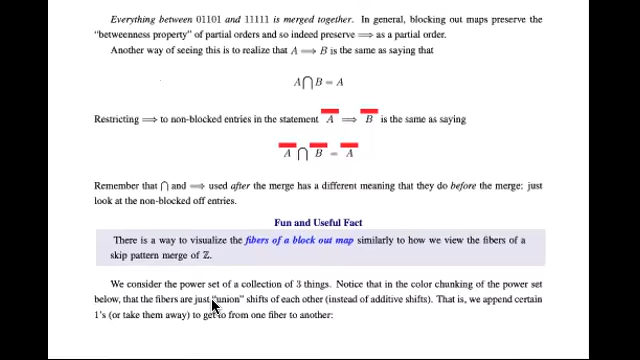 Everything between 01101 and 11111 is merged together. In general, blocking out maps preserve the
"betweenness property" of partial orders and so indeed preserve ⟹ as a partial order.
Another way of seeing this is to realize that A ⟹ B is the same as saying that
A ⋂ B = A
Restricting ⟹ to non-blocked entries in the statement A ⟹ B is the same as saying
A ⋂ B = A
Remember that ⋂ and ⟹ used after the merge has a different meaning that they do before the merge: just
look at the non-blocked off entries.
Fun and Useful Fact
There is a way to visualize the fibers of a block out map similarly to how we view the fibers of a
skip pattern merge of ℤ.
We consider the power set of a collection of 3 things. Notice that in the color chunking of the power set
below, that the fibers are just "union" shifts of each other (instead of additive shifts). That is, we append certain
1's (or take them away) to get to from one fiber to another: